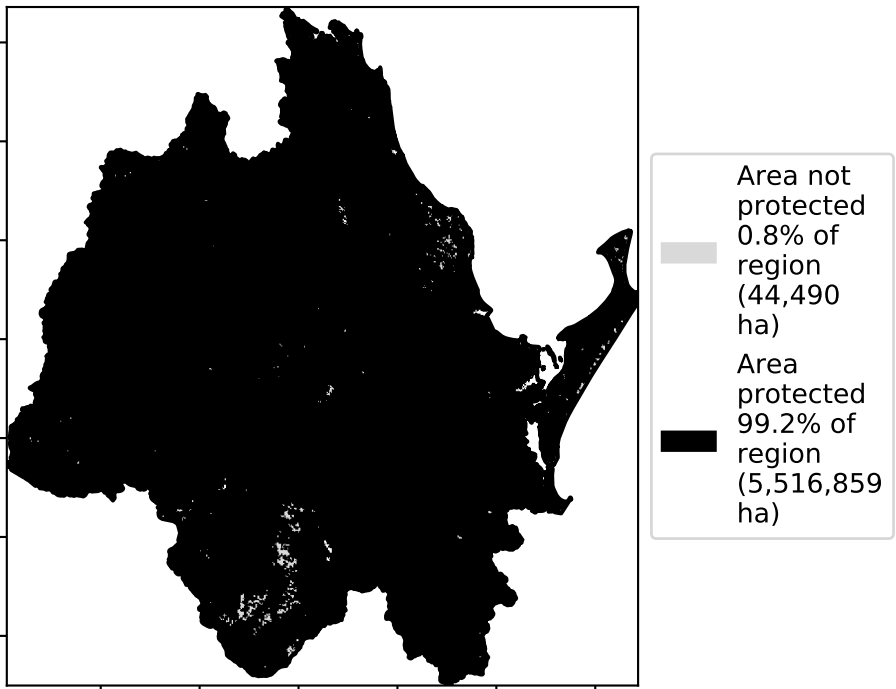 Area not
protected
0.8% of
region
(44,490
ha)
Area
protected
99.2% of
region
(5,516,859
ha)